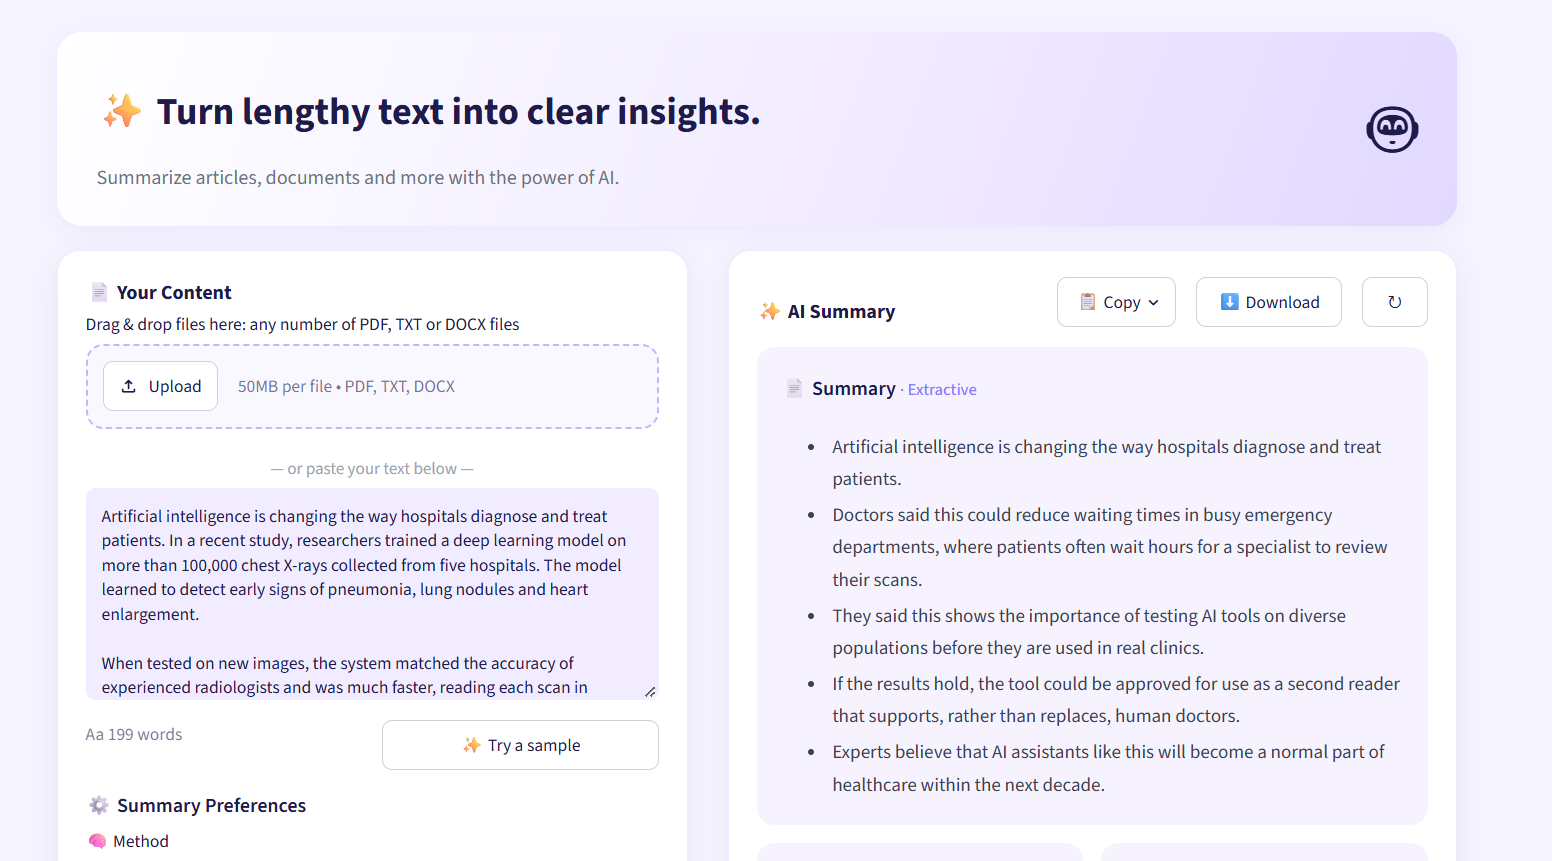 ✨ Turn lengthy text into clear insights.
Summarize articles, documents and more with the power of AI.
Your Content
Drag & drop files here: any number of PDF, TXT or DOCX files
Upload
50MB per file • PDF, TXT, DOCX
— or paste your text below —
Artificial intelligence is changing the way hospitals diagnose and treat
patients. In a recent study, researchers trained a deep learning model on
more than 100,000 chest X-rays collected from five hospitals. The model
learned to detect early signs of pneumonia, lung nodules and heart
enlargement.
When tested on new images, the system matched the accuracy of
experienced radiologists and was much faster, reading each scan in
Aa 199 words
✨ Try a sample
Summary Preferences
Method
✨ AI Summary
Copy
Download
↻
Summary · Extractive
• Artificial intelligence is changing the way hospitals diagnose and treat
patients.
• Doctors said this could reduce waiting times in busy emergency
departments, where patients often wait hours for a specialist to review
their scans.
• They said this shows the importance of testing AI tools on diverse
populations before they are used in real clinics.
• If the results hold, the tool could be approved for use as a second reader
that supports, rather than replaces, human doctors.
• Experts believe that AI assistants like this will become a normal part of
healthcare within the next decade.